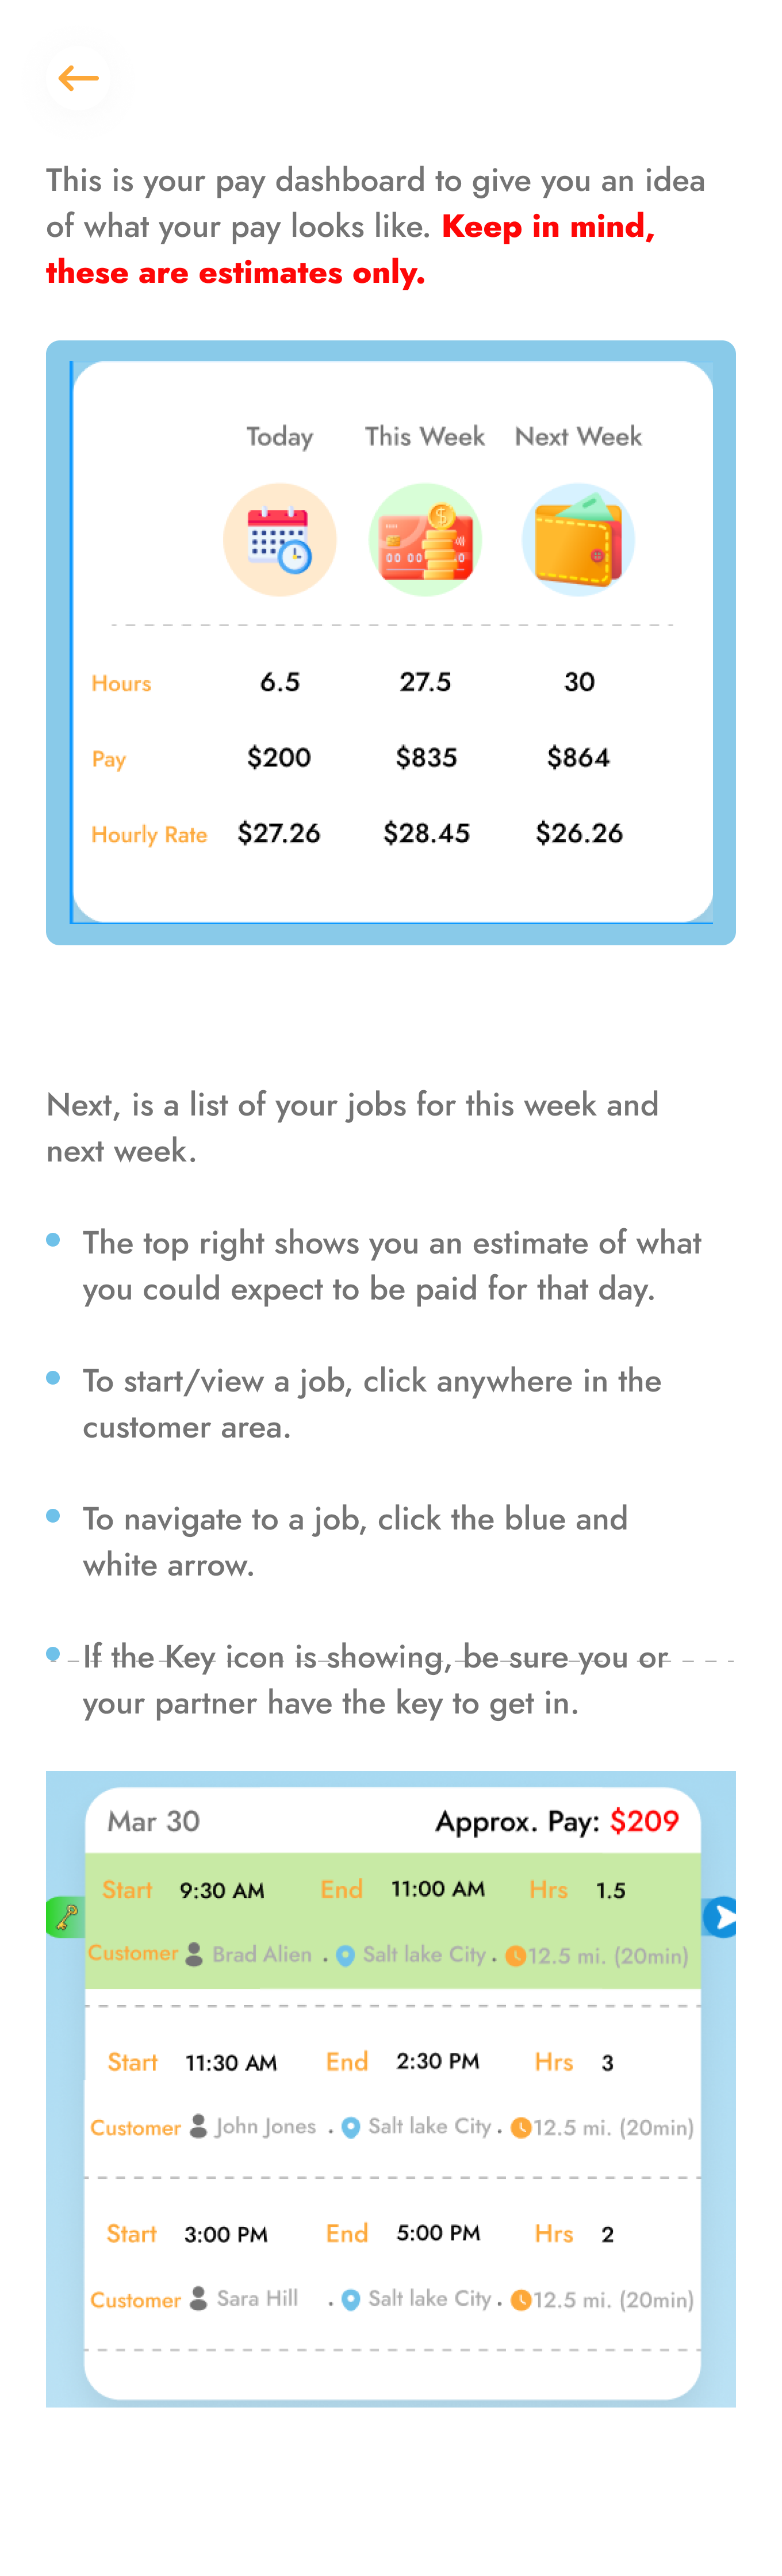 This is your pay dashboard to give you an idea
of what your pay looks like. Keep in mind,
these are estimates only.
Today This Week Next Week
Hours 6.5 27.5 30
Pay $200 $835 $864
Hourly Rate $27.26 $28.45 $26.26
Next, is a list of your jobs for this week and
next week.
The top right shows you an estimate of what
you could expect to be paid for that day.
To start/view a job, click anywhere in the
customer area.
To navigate to a job, click the blue and
white arrow.
If the Key icon is showing, be sure you or
your partner have the key to get in.
Mar 30 Approx. Pay: $209
Start 9:30 AM End 11:00 AM Hrs 1.5
Customer Brad Alien . Salt lake City . 12.5 mi. (20min)
Start 11:30 AM End 2:30 PM Hrs 3
Customer John Jones . Salt lake City . 12.5 mi. (20min)
Start 3:00 PM End 5:00 PM Hrs 2
Customer Sara Hill . Salt lake City . 12.5 mi. (20min)